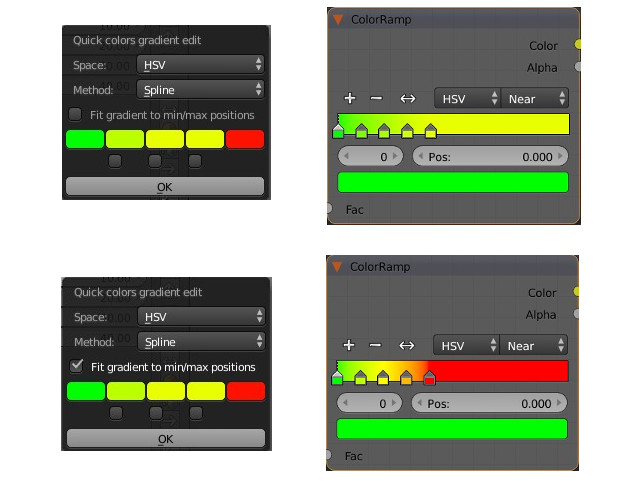 Quick colors gradient edit
Space: HSV
Method: Spline
Fit gradient to min/max positions
OK
ColorRamp
Color
Alpha
+ − ↔ HSV Near
0 Pos: 0.000
Fac
Quick colors gradient edit
Space: HSV
Method: Spline
Fit gradient to min/max positions
OK
ColorRamp
Color
Alpha
+ − ↔ HSV Near
0 Pos: 0.000
Fac